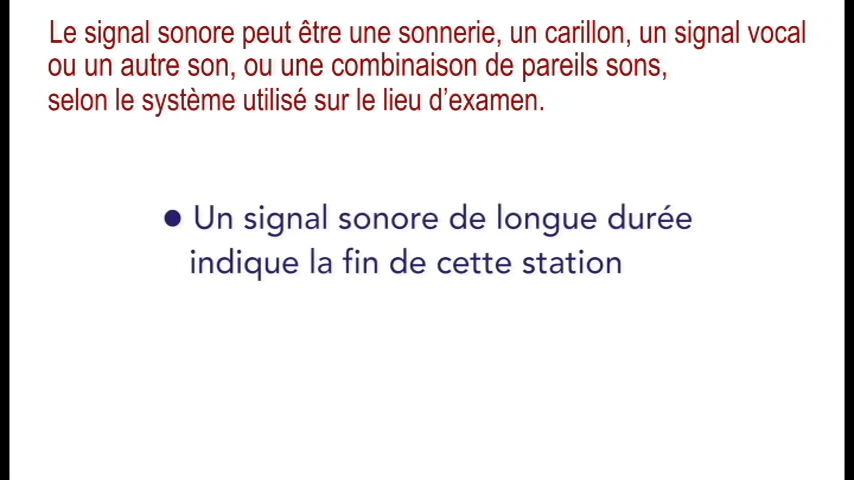 Le signal sonore peut être une sonnerie, un carillon, un signal vocal
ou un autre son, ou une combinaison de pareils sons,
selon le système utilisé sur le lieu d’examen.
• Un signal sonore de longue durée
indique la fin de cette station